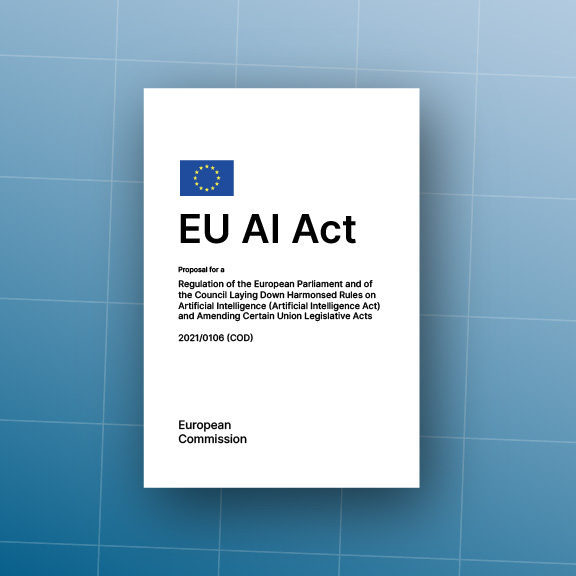 EU AI Act
Proposal for a
Regulation of the European Parliament and of
the Council Laying Down Harmonsed Rules on
Artificial Intelligence (Artificial Intelligence Act)
and Amending Certain Union Legislative Acts
2021/0106 (COD)
European
Commission